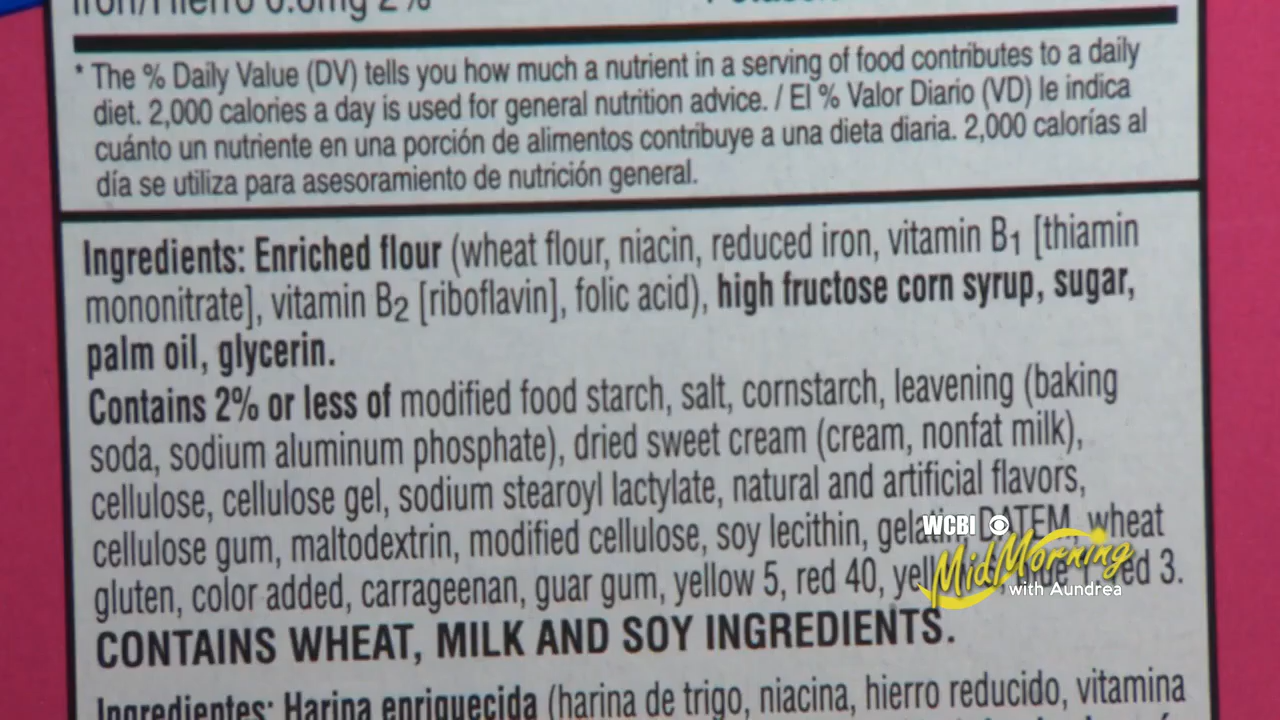 Iron/Hierro 0.6mg 2%
* The % Daily Value (DV) tells you how much a nutrient in a serving of food contributes to a daily
diet. 2,000 calories a day is used for general nutrition advice. / El % Valor Diario (VD) le indica
cuánto un nutriente en una porción de alimentos contribuye a una dieta diaria. 2,000 calorías al
día se utiliza para asesoramiento de nutrición general.
Ingredients: Enriched flour (wheat flour, niacin, reduced iron, vitamin B1 [thiamin
mononitrate], vitamin B2 [riboflavin], folic acid), high fructose corn syrup, sugar,
palm oil, glycerin.
Contains 2% or less of modified food starch, salt, cornstarch, leavening (baking
soda, sodium aluminum phosphate), dried sweet cream (cream, nonfat milk),
cellulose, cellulose gel, sodium stearoyl lactylate, natural and artificial flavors,
cellulose gum, maltodextrin, modified cellulose, soy lecithin, DATEM, wheat
gluten, color added, carrageenan, guar gum, yellow 5, red 40, red 3.
CONTAINS WHEAT, MILK AND SOY INGREDIENTS.
Ingredientes: Harina enriquecida (harina de trigo, niacina, hierro reducido, vitamina
WCBI
MidMorning
with Aundrea